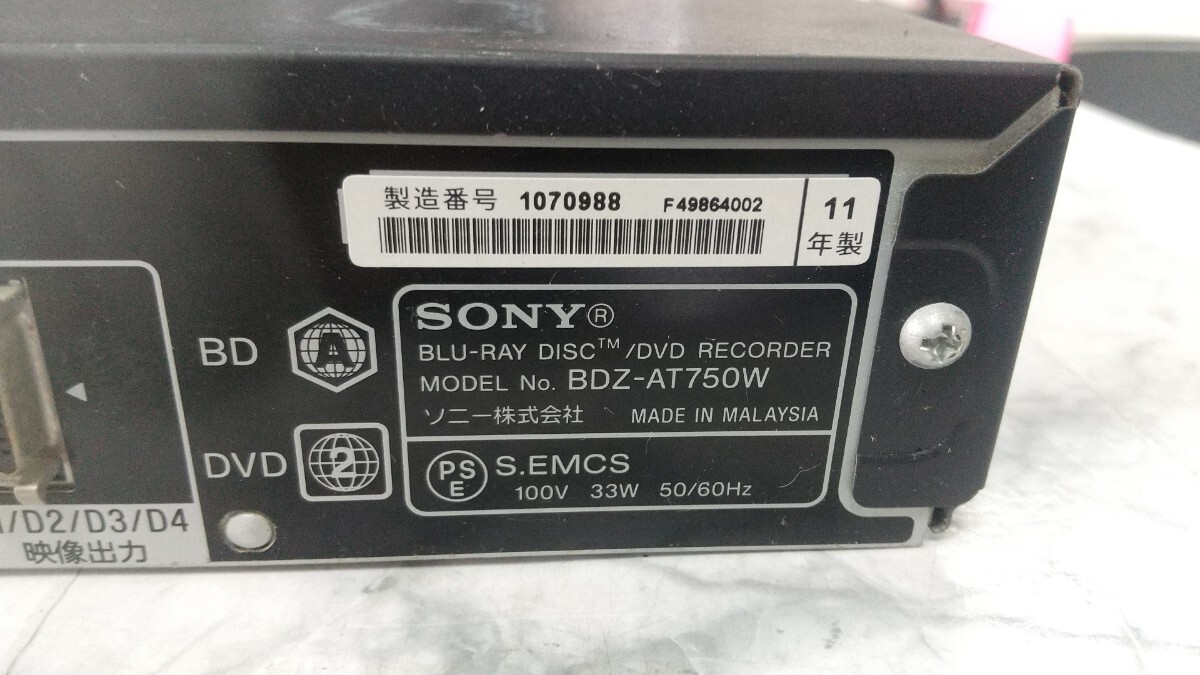 製造番号 1070988 F49864002
11
年製
BD A
SONY®
BLU-RAY DISC™/DVD RECORDER
MODEL No. BDZ-AT750W
ソニー株式会社 MADE IN MALAYSIA
DVD 2
PS
E
S.EMCS
100V 33W 50/60Hz
/D2/D3/D4
映像出力